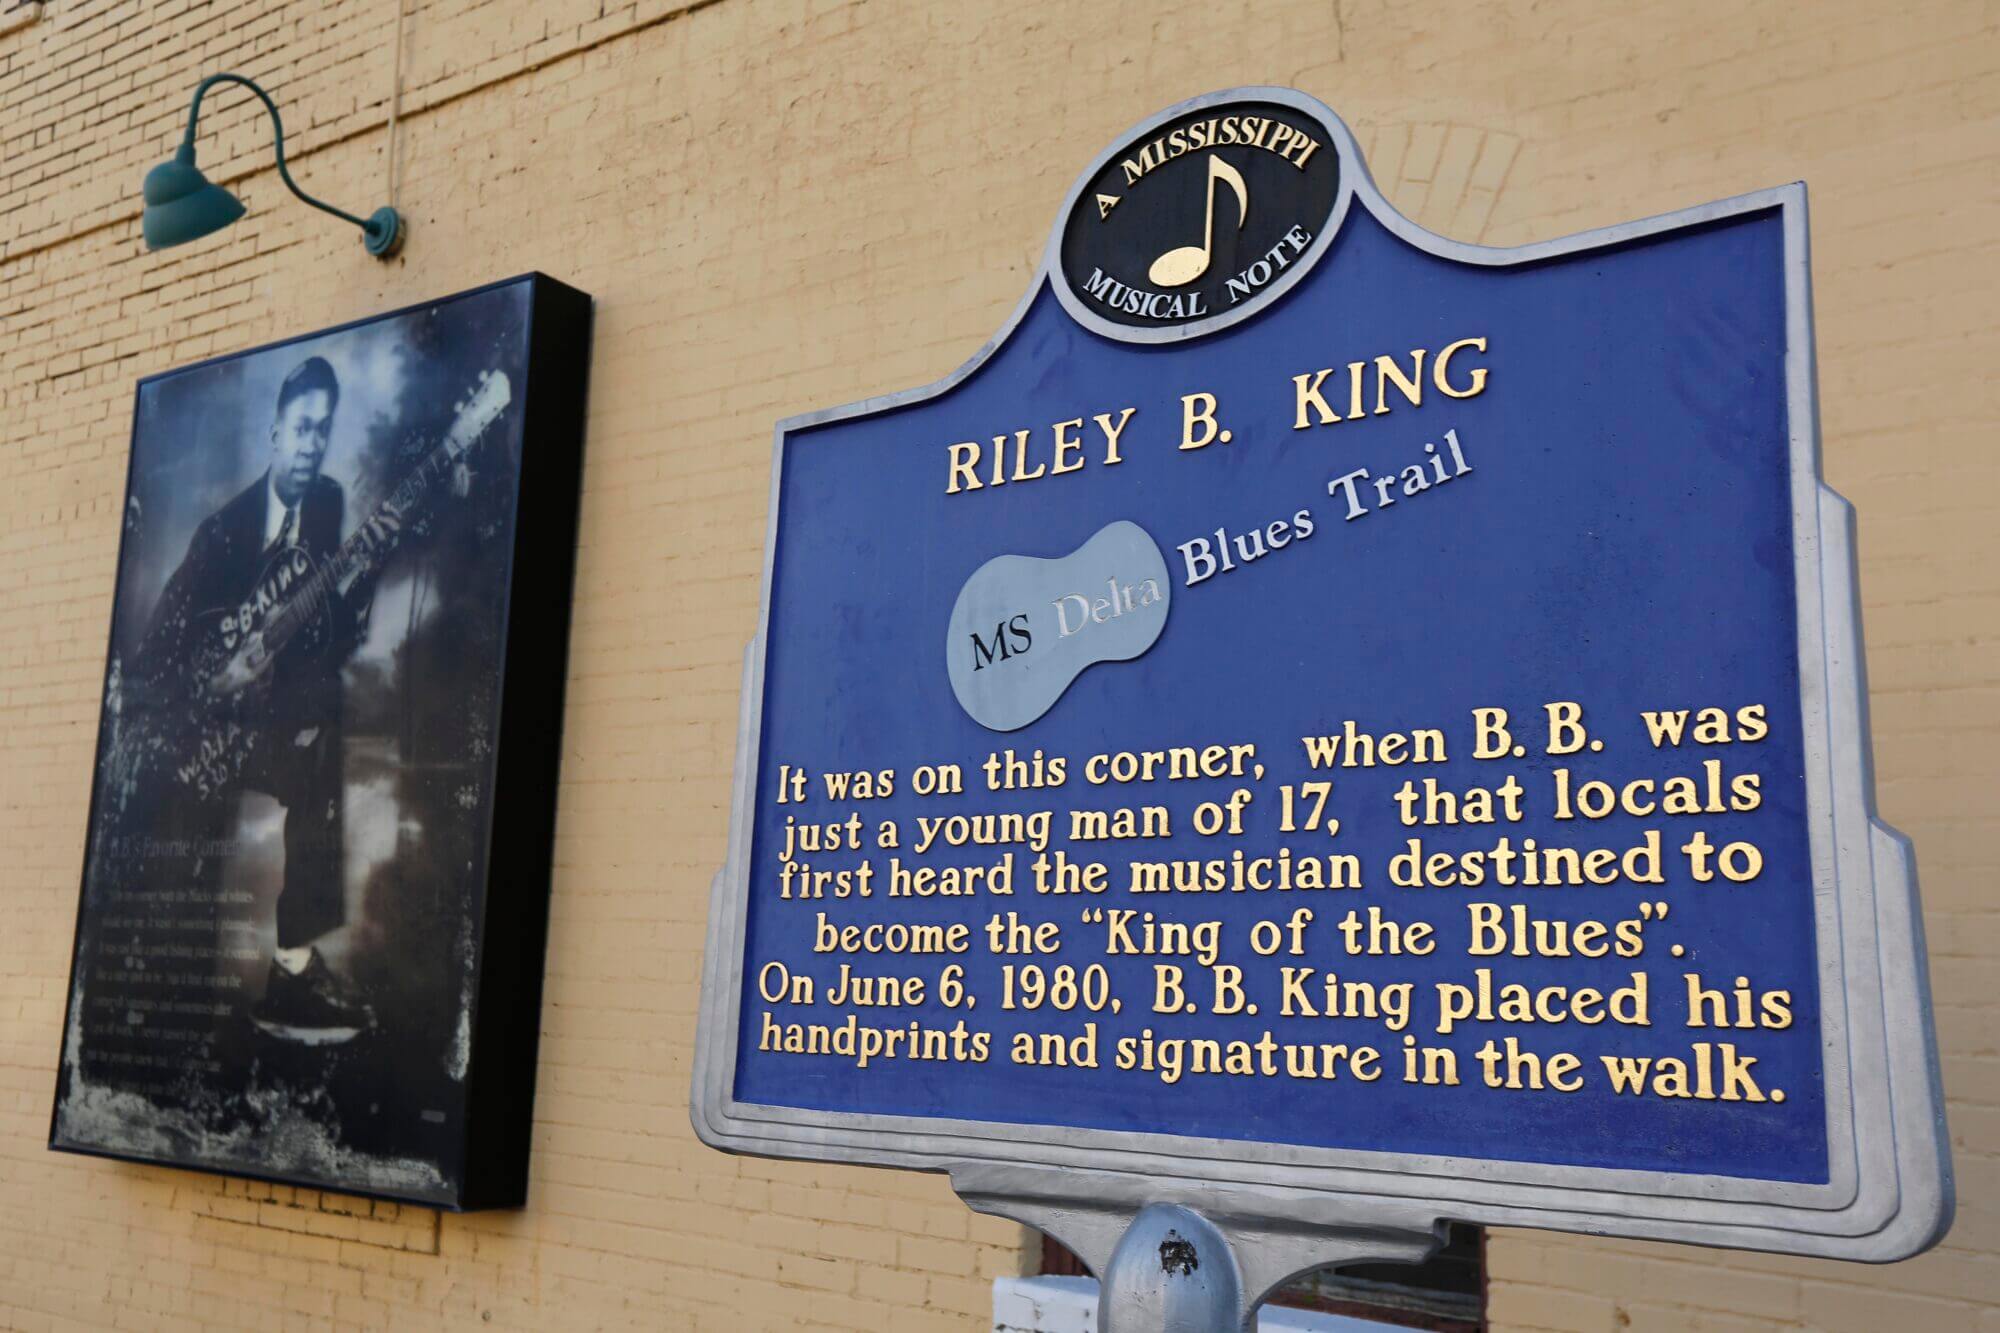 A MISSISSIPPI
MUSICAL NOTE
RILEY B. KING
MS Delta Blues Trail
It was on this corner, when B. B. was
just a young man of 17, that locals
first heard the musician destined to
become the “King of the Blues”.
On June 6, 1980, B. B. King placed his
handprints and signature in the walk.
B·B-KING
W.D.I.A
B.B.'s Favorite Corner